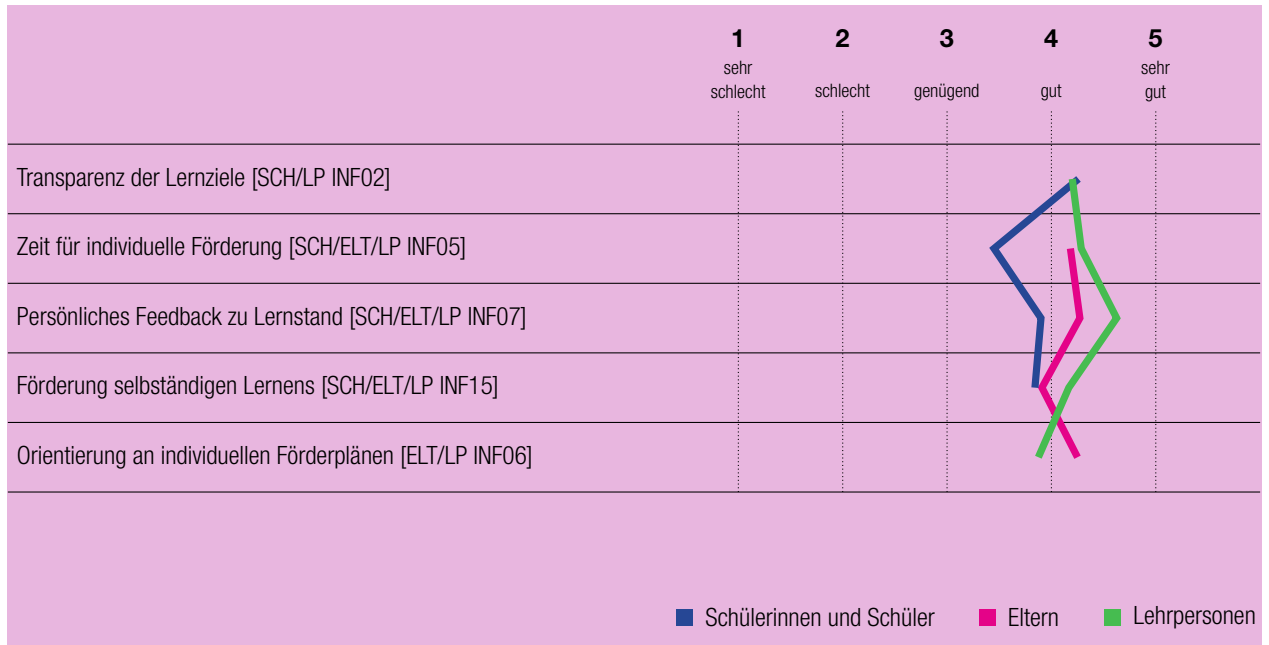 1 2 3 4 5
sehr sehr
schlecht schlecht genügend gut gut
Transparenz der Lernziele [SCH/LP INF02]
Zeit für individuelle Förderung [SCH/ELT/LP INF05]
Persönliches Feedback zu Lernstand [SCH/ELT/LP INF07]
Förderung selbständigen Lernens [SCH/ELT/LP INF15]
Orientierung an individuellen Förderplänen [ELT/LP INF06]
Schülerinnen und Schüler Eltern Lehrpersonen